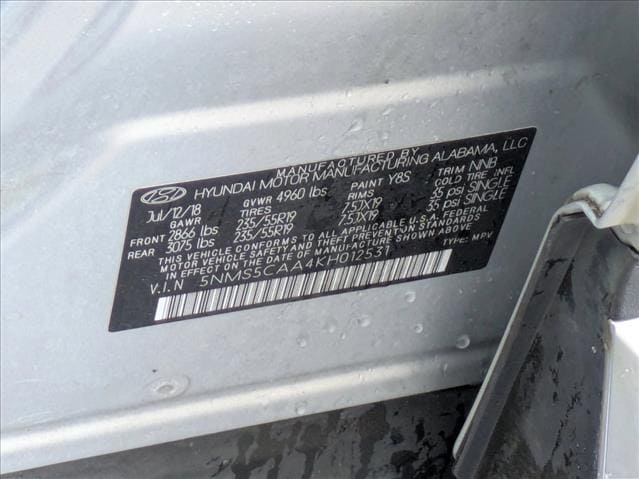 MANUFACTURED BY
HYUNDAI MOTOR MANUFACTURING ALABAMA, LLC
Jul/12/18 GVWR 4960 lbs PAINT Y8S TRIM NNB
TIRES RIMS COLD TIRE INFL
FRONT 2866 lbs 235/55R19 7.5JX19 35 psi SINGLE
REAR 3075 lbs 235/55R19 7.5JX19 35 psi SINGLE
THIS VEHICLE CONFORMS TO ALL APPLICABLE U.S.A. FEDERAL
MOTOR VEHICLE SAFETY, BUMPER, AND THEFT PREVENTION STANDARDS
IN EFFECT ON THE DATE OF MANUFACTURE SHOWN ABOVE.
V.I.N 5NMS5CAA4KH012531 TYPE: MPV